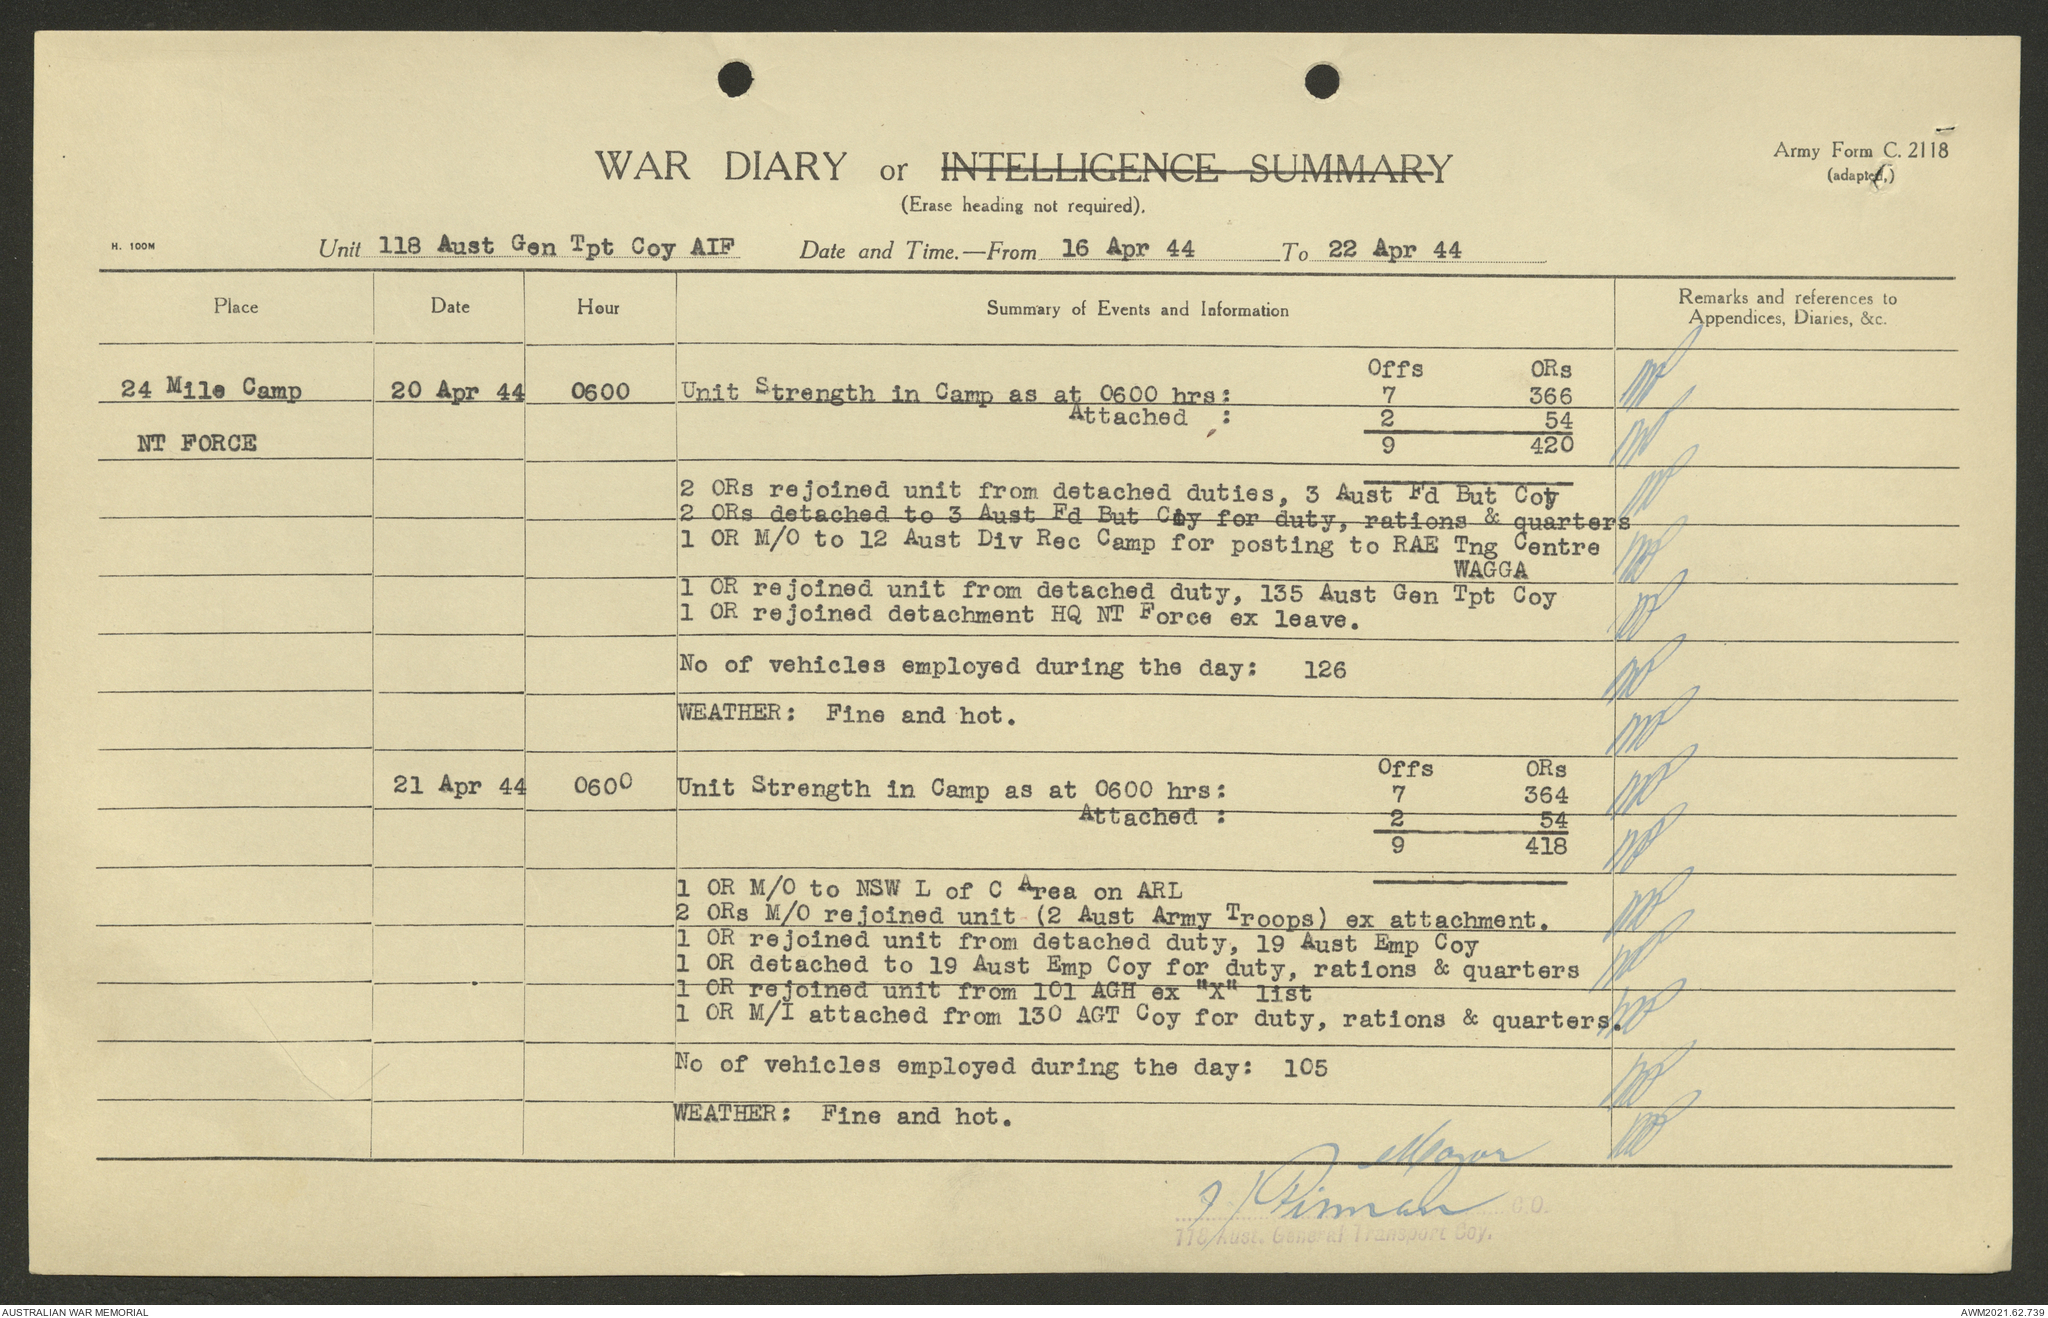 WAR DIARY or INTELLIGENCE SUMMARY
(Erase heading not required).
Army Form C. 2118
(adapted,)
H. 100M
Unit 118 Aust Gen Tpt Coy AIF Date and Time.—From 16 Apr 44 To 22 Apr 44
Place Date Hour Summary of Events and Information Remarks and references to
Appendices, Diaries, &c.
Offs ORs
24 Mile Camp 20 Apr 44 0600 Unit Strength in Camp as at 0600 hrs: 7 366
Attached : 2 54
NT FORCE 9 420
2 ORs rejoined unit from detached duties, 3 Aust Fd But Coy
2 ORs detached to 3 Aust Fd But Coy for duty, rations & quarters
1 OR M/O to 12 Aust Div Rec Camp for posting to RAE Tng Centre
WAGGA
1 OR rejoined unit from detached duty, 135 Aust Gen Tpt Coy
1 OR rejoined detachment HQ NT Force ex leave.
No of vehicles employed during the day: 126
WEATHER: Fine and hot.
Offs ORs
21 Apr 44 0600 Unit Strength in Camp as at 0600 hrs: 7 364
Attached : 2 54
9 418
1 OR M/O to NSW L of C Area on ARL
2 ORs M/O rejoined unit (2 Aust Army Troops) ex attachment.
1 OR rejoined unit from detached duty, 19 Aust Emp Coy
1 OR detached to 19 Aust Emp Coy for duty, rations & quarters
1 OR rejoined unit from 101 AGH ex "X" list
1 OR M/I attached from 130 AGT Coy for duty, rations & quarters.
No of vehicles employed during the day: 105
WEATHER: Fine and hot.
Major
C.O.
118 Aust. General Transport Coy.
AUSTRALIAN WAR MEMORIAL AWM2021.62.739